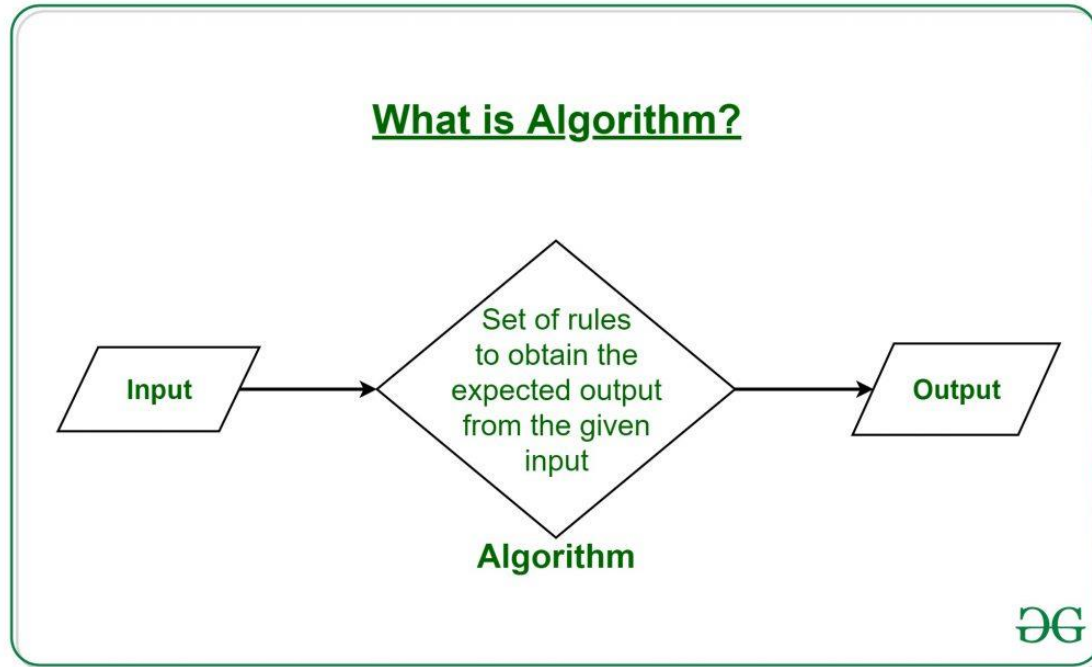 What is Algorithm?
Input
Set of rules
to obtain the
expected output
from the given
input
Output
Algorithm